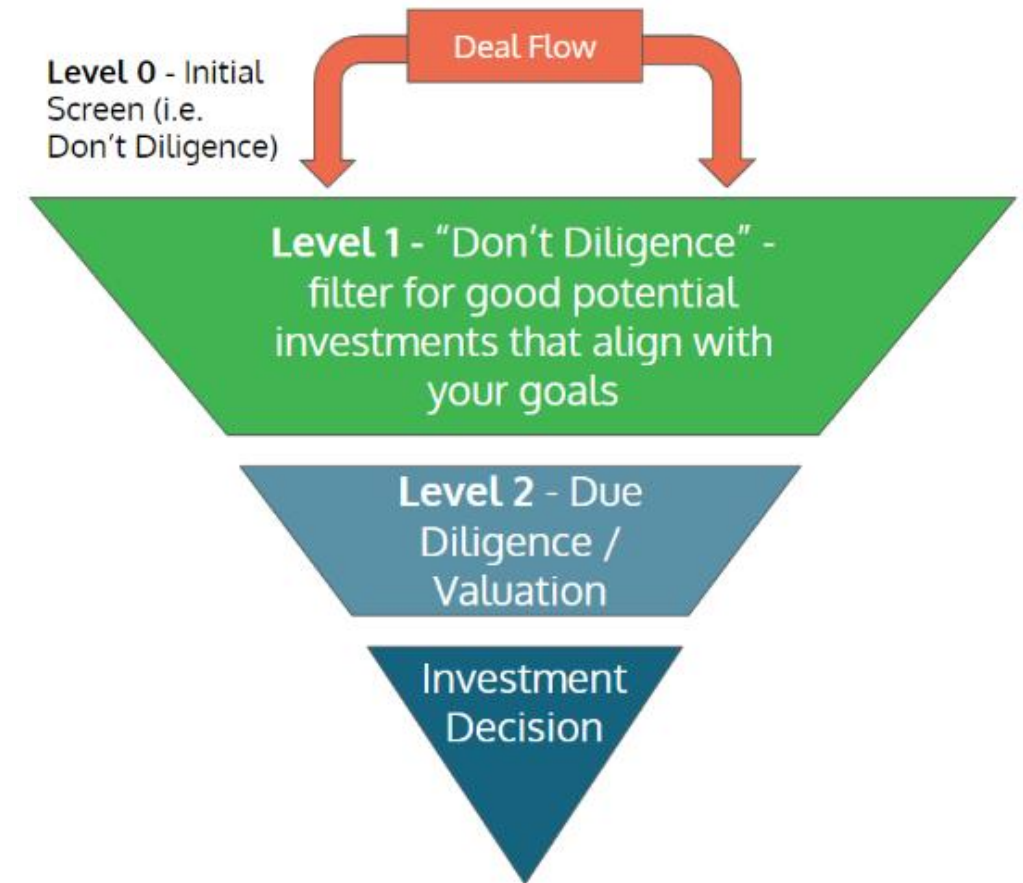 Deal Flow
Level 0 - Initial
Screen (i.e.
Don't Diligence)
Level 1 - “Don't Diligence” -
filter for good potential
investments that align with
your goals
Level 2 - Due
Diligence /
Valuation
Investment
Decision